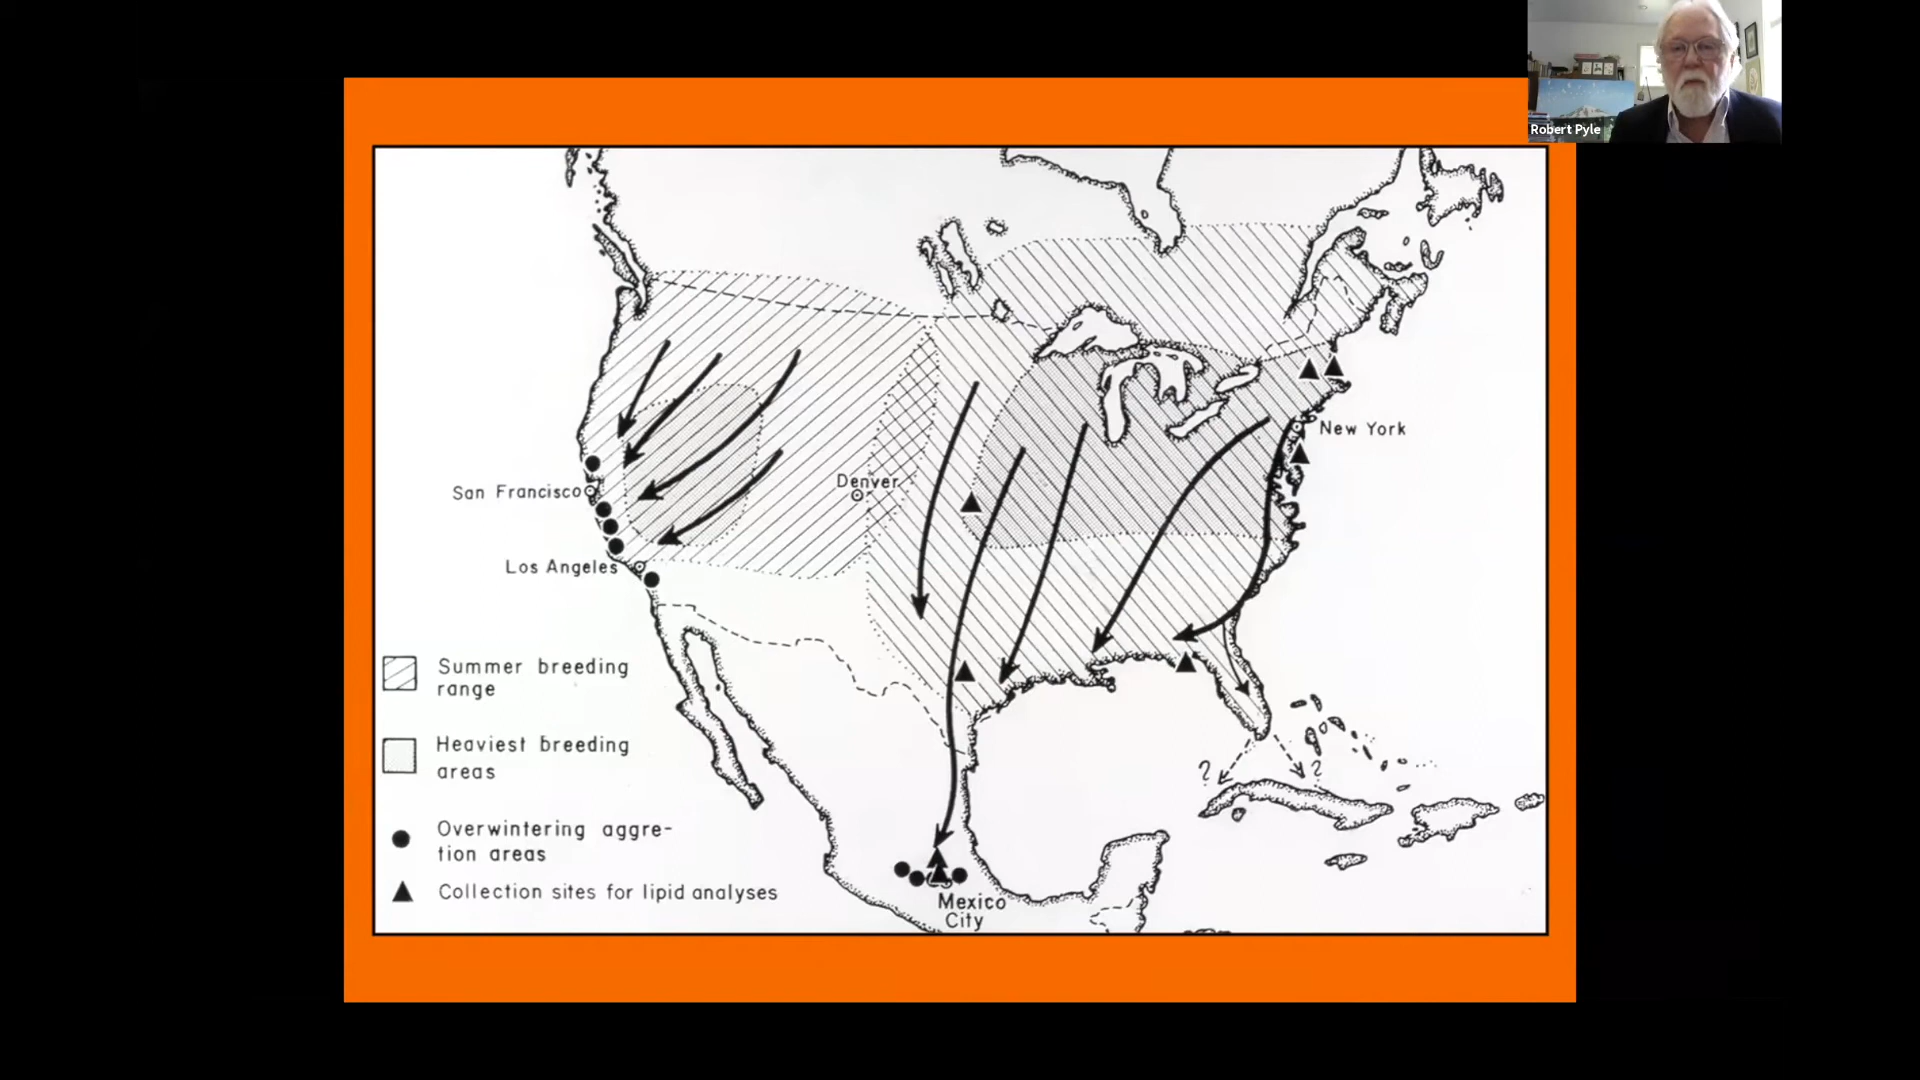 Robert Pyle
New York
Denver
San Francisco
Los Angeles
Summer breeding
range
Heaviest breeding
areas
? ?
Overwintering aggre-
tion areas
Collection sites for lipid analyses
Mexico
City